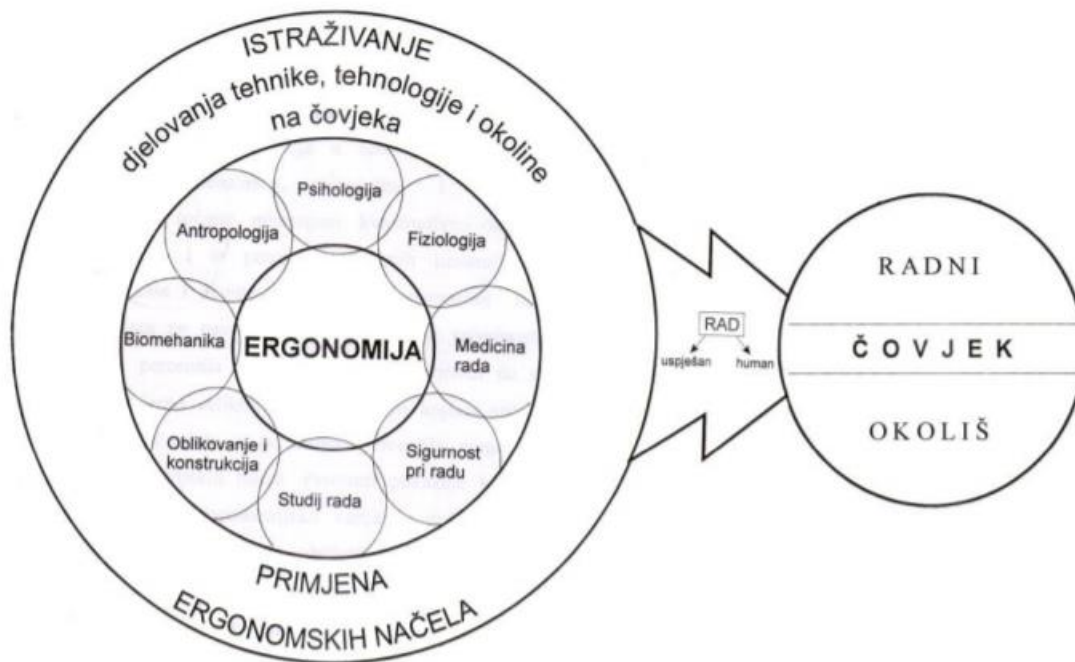 ISTRAŽIVANJE
djelovanja tehnike, tehnologije i okoline
na čovjeka
Psihologija
Antropologija
Fiziologija
Biomehanika
ERGONOMIJA
Medicina
rada
Oblikovanje i
konstrukcija
Sigurnost
pri radu
Studij rada
PRIMJENA
ERGONOMSKIH NAČELA
RAD
uspješan
human
RADNI
ČOVJEK
OKOLIŠ